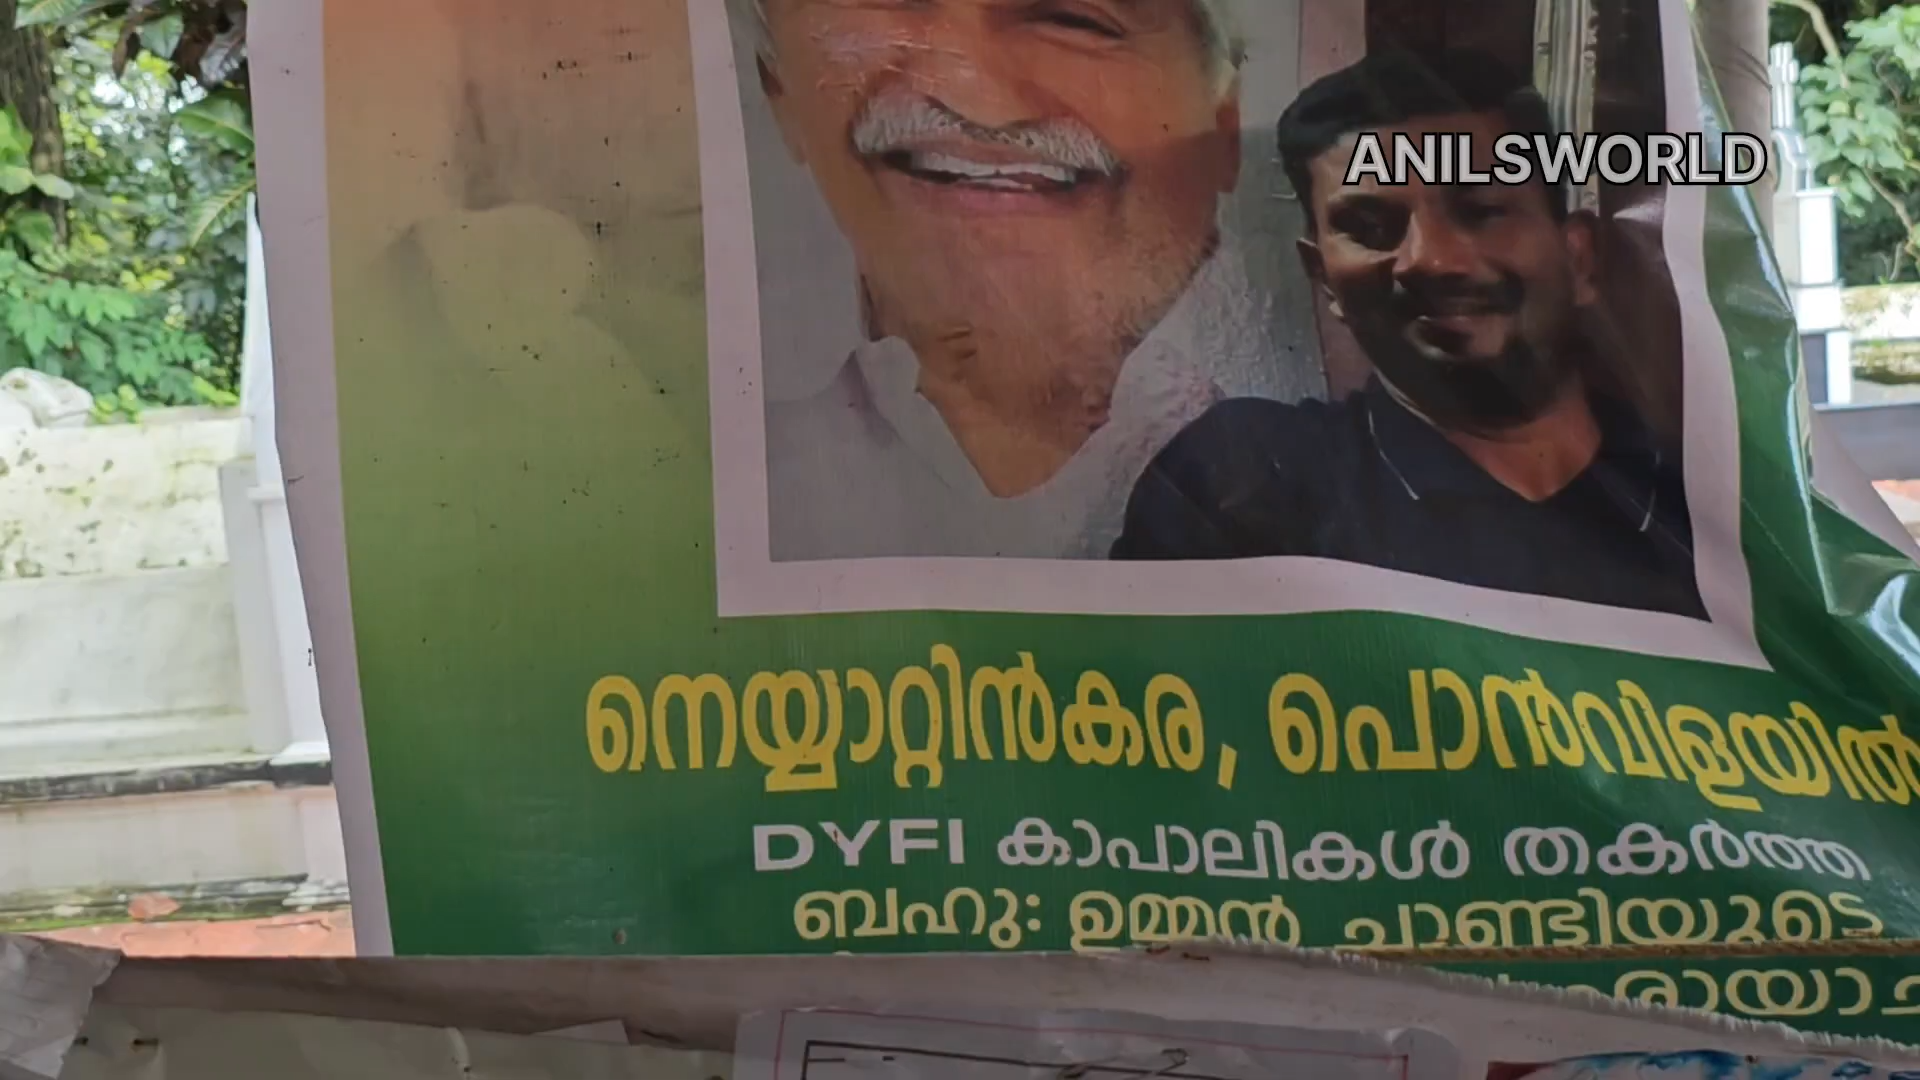 ANILSWORLD
നെയ്യാറ്റിൻകര, പൊൻവിളയിൽ
DYFI കാപാലികൾ തകർത്ത
ബഹു: ഉമ്മൻ ചാണ്ടിയുടെ